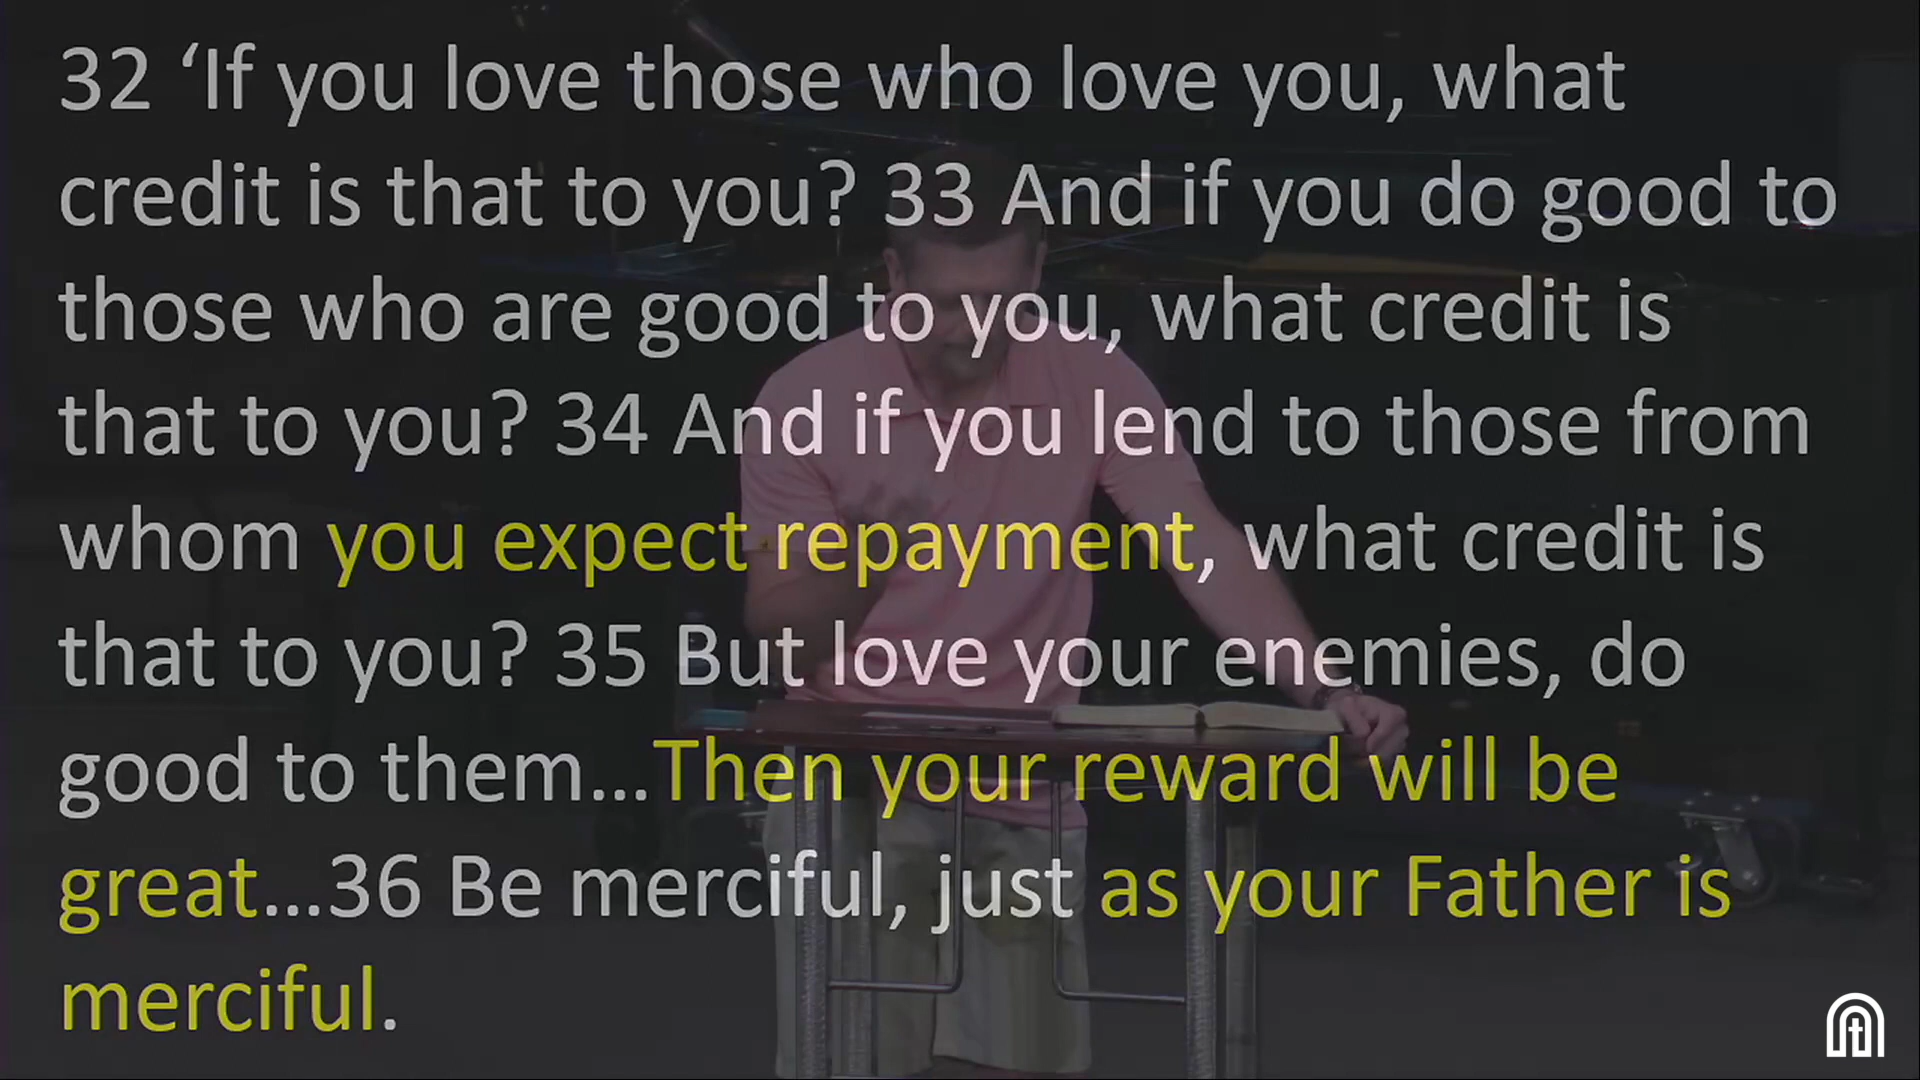 32 ‘If you love those who love you, what
credit is that to you? 33 And if you do good to
those who are good to you, what credit is
that to you? 34 And if you lend to those from
whom you expect repayment, what credit is
that to you? 35 But love your enemies, do
good to them…Then your reward will be
great…36 Be merciful, just as your Father is
merciful.